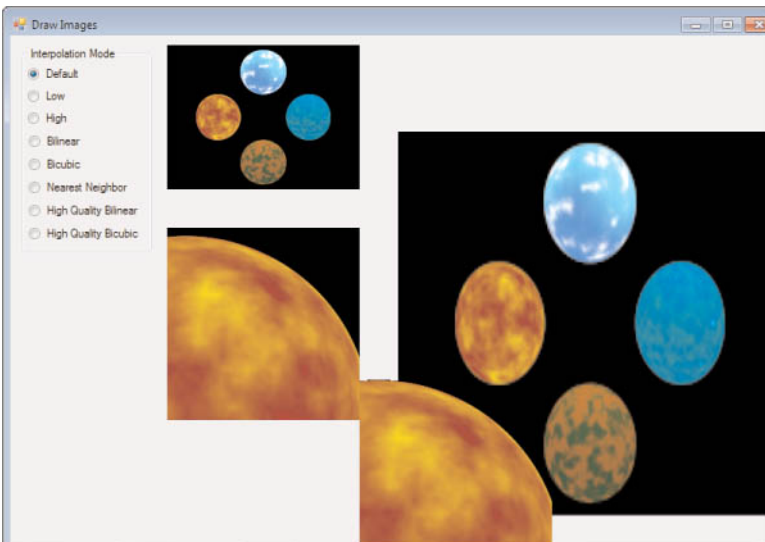 Draw Images
Interpolation Mode
Default
Low
High
Bilinear
Bicubic
Nearest Neighbor
High Quality Bilinear
High Quality Bicubic